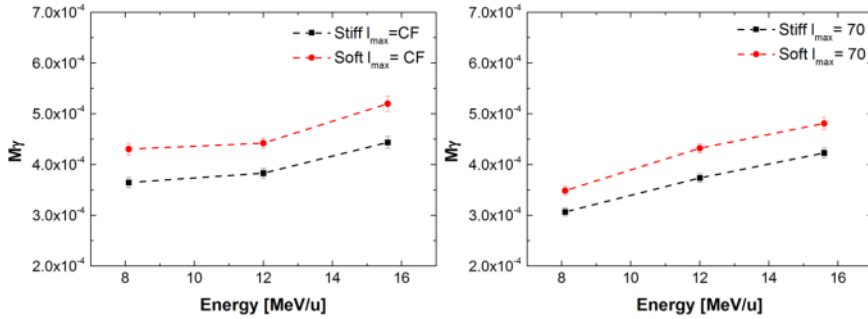 7.0x10⁻⁴
6.0x10⁻⁴
5.0x10⁻⁴
4.0x10⁻⁴
3.0x10⁻⁴
2.0x10⁻⁴
Mγ
Stiff lmax=CF
Soft lmax= CF
8 10 12 14 16
Energy [MeV/u]
7.0x10⁻⁴
6.0x10⁻⁴
5.0x10⁻⁴
4.0x10⁻⁴
3.0x10⁻⁴
2.0x10⁻⁴
Mγ
Stiff lmax= 70
Soft lmax= 70
8 10 12 14 16
Energy [MeV/u]